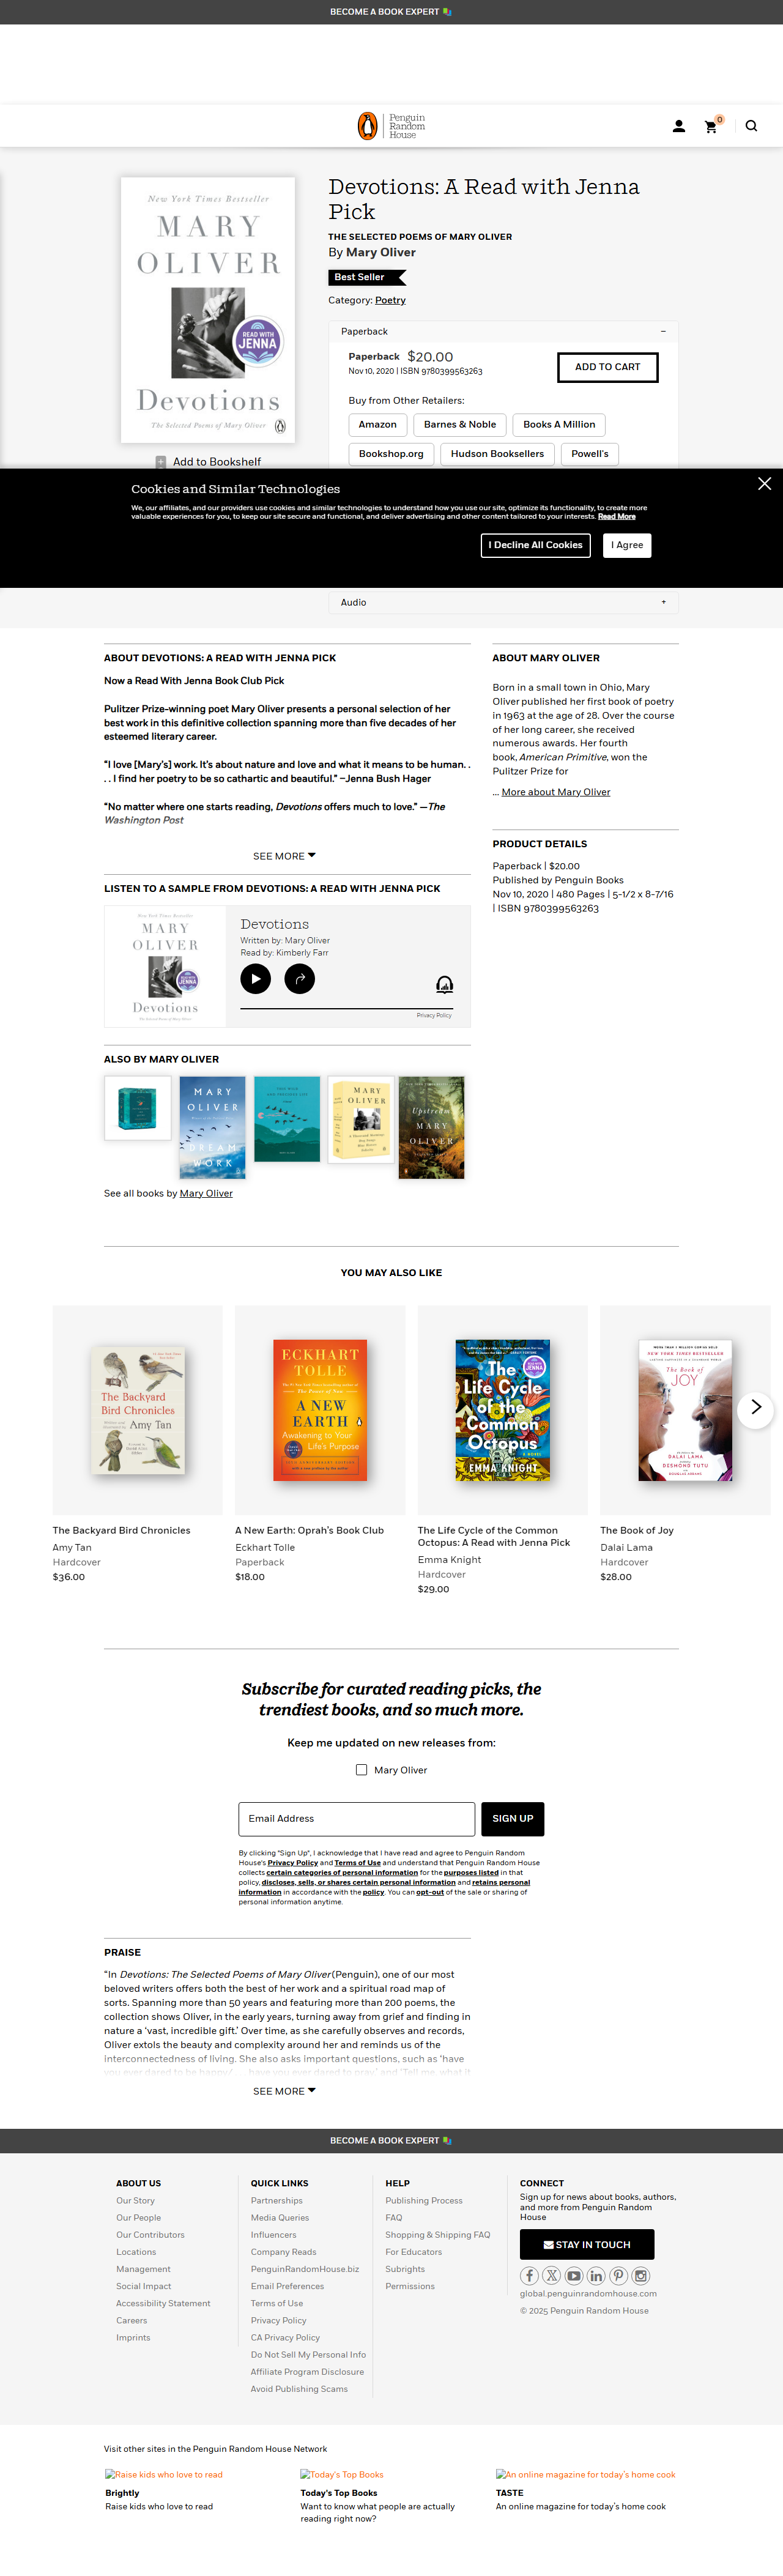 BECOME A BOOK EXPERT
Penguin
Random
House
0
New York Times Bestseller
MARY
OLIVER
READ WITH
JENNA
Devotions
The Selected Poems of Mary Oliver
Add to Bookshelf
Devotions: A Read with Jenna
Pick
THE SELECTED POEMS OF MARY OLIVER
By Mary Oliver
Best Seller
Category: Poetry
Paperback –
Paperback $20.00
Nov 10, 2020 | ISBN 9780399563263
ADD TO CART
Buy from Other Retailers:
Amazon Barnes & Noble Books A Million
Bookshop.org Hudson Booksellers Powell's
Cookies and Similar Technologies
We, our affiliates, and our providers use cookies and similar technologies to understand how you use our site, optimize its functionality, to create more
valuable experiences for you, to keep our site secure and functional, and deliver advertising and other content tailored to your interests. Read More
I Decline All Cookies I Agree
Audio +
ABOUT DEVOTIONS: A READ WITH JENNA PICK
Now a Read With Jenna Book Club Pick
Pulitzer Prize-winning poet Mary Oliver presents a personal selection of her
best work in this definitive collection spanning more than five decades of her
esteemed literary career.
“I love [Mary’s] work. It’s about nature and love and what it means to be human. .
. . I find her poetry to be so cathartic and beautiful.” –Jenna Bush Hager
“No matter where one starts reading, Devotions offers much to love.” —The
Washington Post
SEE MORE
ABOUT MARY OLIVER
Born in a small town in Ohio, Mary
Oliver published her first book of poetry
in 1963 at the age of 28. Over the course
of her long career, she received
numerous awards. Her fourth
book, American Primitive, won the
Pulitzer Prize for
... More about Mary Oliver
PRODUCT DETAILS
Paperback | $20.00
Published by Penguin Books
Nov 10, 2020 | 480 Pages | 5-1/2 x 8-7/16
| ISBN 9780399563263
LISTEN TO A SAMPLE FROM DEVOTIONS: A READ WITH JENNA PICK
New York Times Bestseller
MARY
OLIVER
READ WITH
JENNA
Devotions
The Selected Poems of Mary Oliver
Devotions
Written by: Mary Oliver
Read by: Kimberly Farr
Privacy Policy
ALSO BY MARY OLIVER
MARY
OLIVER
DREAM
WORK
MARY
OLIVER
Upstream
MARY
OLIVER
See all books by Mary Oliver
YOU MAY ALSO LIKE
The Backyard
Bird Chronicles
Amy Tan
ECKHART
TOLLE
A NEW
EARTH
Awakening to Your
Life's Purpose
The
Life Cycle
of the
Common
Octopus
EMMA KNIGHT
The Book of
JOY
DALAI LAMA
DESMOND TUTU
The Backyard Bird Chronicles
Amy Tan
Hardcover
$36.00
A New Earth: Oprah's Book Club
Eckhart Tolle
Paperback
$18.00
The Life Cycle of the Common
Octopus: A Read with Jenna Pick
Emma Knight
Hardcover
$29.00
The Book of Joy
Dalai Lama
Hardcover
$28.00
Subscribe for curated reading picks, the
trendiest books, and so much more.
Keep me updated on new releases from:
Mary Oliver
Email Address SIGN UP
By clicking "Sign Up", I acknowledge that I have read and agree to Penguin Random
House's Privacy Policy and Terms of Use and understand that Penguin Random House
collects certain categories of personal information for the purposes listed in that
policy, discloses, sells, or shares certain personal information and retains personal
information in accordance with the policy. You can opt-out of the sale or sharing of
personal information anytime.
PRAISE
“In Devotions: The Selected Poems of Mary Oliver (Penguin), one of our most
beloved writers offers both the best of her work and a spiritual road map of
sorts. Spanning more than 50 years and featuring more than 200 poems, the
collection shows Oliver, in the early years, turning away from grief and finding in
nature a ‘vast, incredible gift.’ Over time, as she carefully observes and records,
Oliver extols the beauty and complexity around her and reminds us of the
interconnectedness of living. She also asks important questions, such as ‘have
you ever dared to be happy/ . . . have you ever dared to pray,’ and ‘Tell me, what it
SEE MORE
BECOME A BOOK EXPERT
ABOUT US
Our Story
Our People
Our Contributors
Locations
Management
Social Impact
Accessibility Statement
Careers
Imprints
QUICK LINKS
Partnerships
Media Queries
Influencers
Company Reads
PenguinRandomHouse.biz
Email Preferences
Terms of Use
Privacy Policy
CA Privacy Policy
Do Not Sell My Personal Info
Affiliate Program Disclosure
Avoid Publishing Scams
HELP
Publishing Process
FAQ
Shopping & Shipping FAQ
For Educators
Subrights
Permissions
CONNECT
Sign up for news about books, authors,
and more from Penguin Random
House
STAY IN TOUCH
global.penguinrandomhouse.com
© 2025 Penguin Random House
Visit other sites in the Penguin Random House Network
Raise kids who love to read
Brightly
Raise kids who love to read
Today's Top Books
Today's Top Books
Want to know what people are actually
reading right now?
An online magazine for today’s home cook
TASTE
An online magazine for today’s home cook